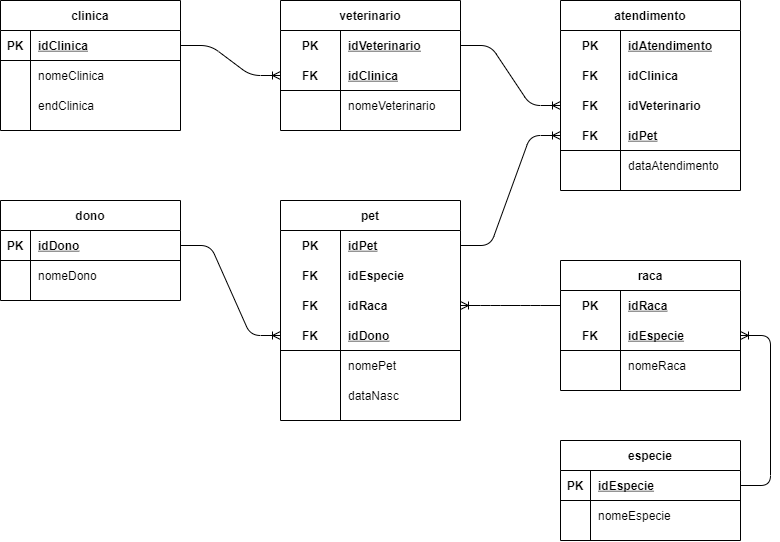 clinica
PK idClinica
nomeClinica
endClinica
veterinario
PK idVeterinario
FK idClinica
nomeVeterinario
atendimento
PK idAtendimento
FK idClinica
FK idVeterinario
FK idPet
dataAtendimento
dono
PK idDono
nomeDono
pet
PK idPet
FK idEspecie
FK idRaca
FK idDono
nomePet
dataNasc
raca
PK idRaca
FK idEspecie
nomeRaca
especie
PK idEspecie
nomeEspecie